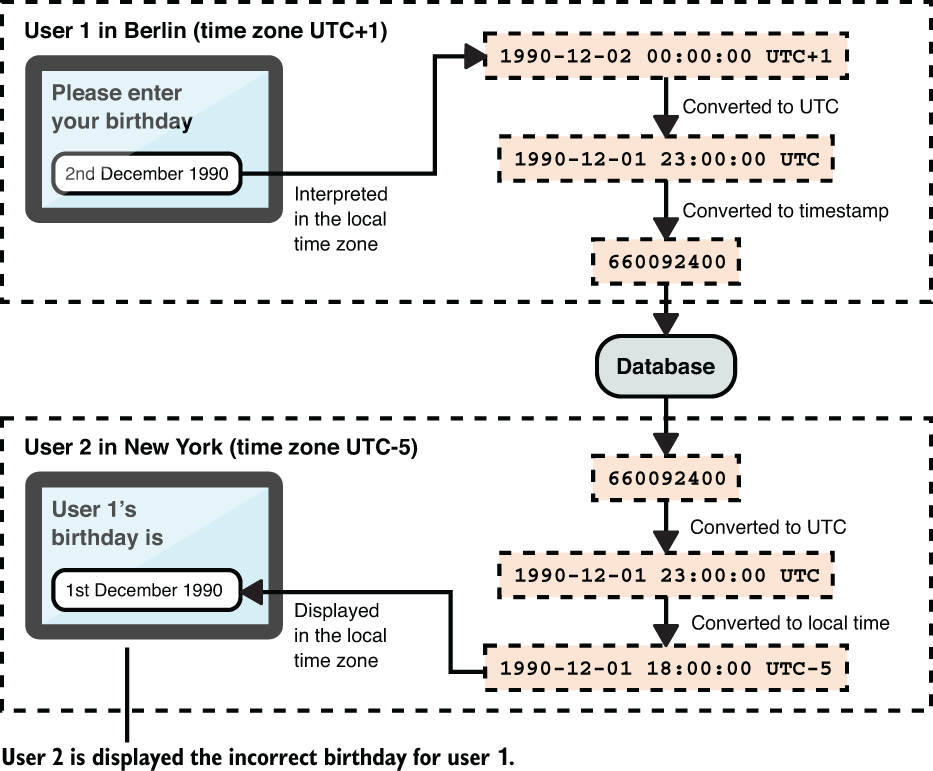 User 1 in Berlin (time zone UTC+1)
Please enter
your birthday
2nd December 1990
Interpreted
in the local
time zone
1990-12-02 00:00:00 UTC+1
Converted to UTC
1990-12-01 23:00:00 UTC
Converted to timestamp
660092400
Database
User 2 in New York (time zone UTC-5)
660092400
Converted to UTC
1990-12-01 23:00:00 UTC
Converted to local time
1990-12-01 18:00:00 UTC-5
Displayed
in the local
time zone
User 1’s
birthday is
1st December 1990
User 2 is displayed the incorrect birthday for user 1.